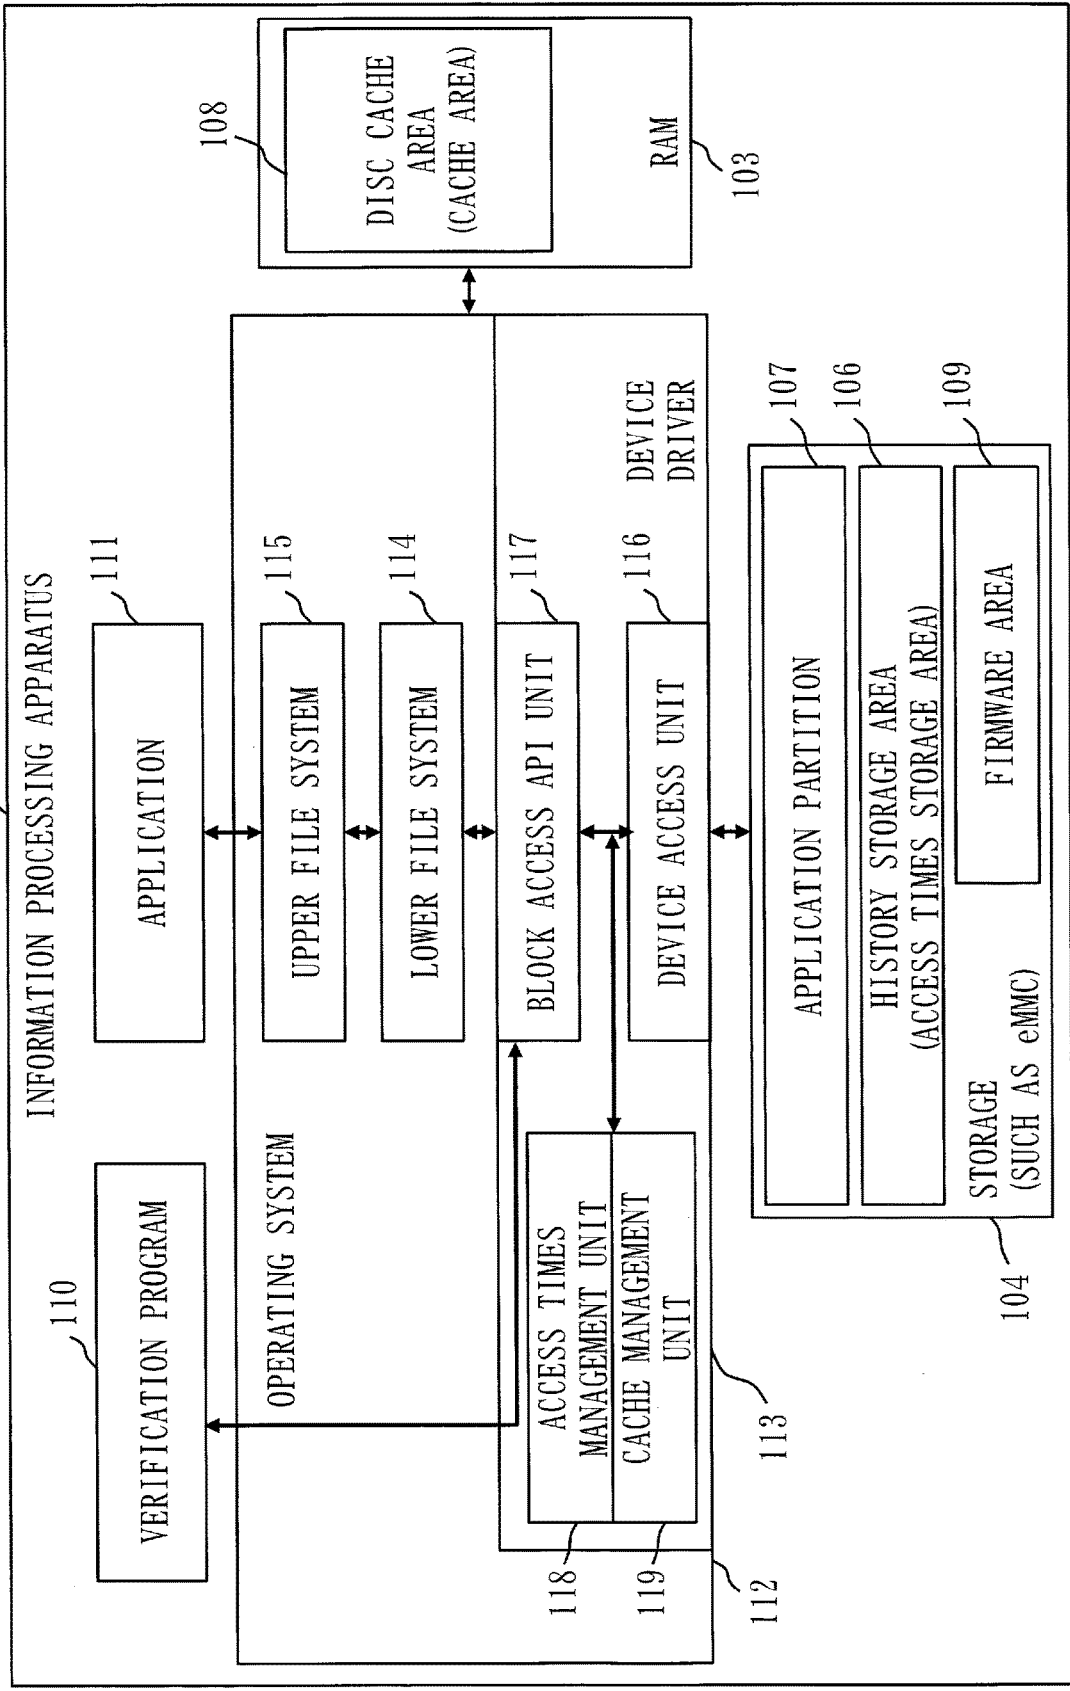 INFORMATION PROCESSING APPARATUS
110
VERIFICATION PROGRAM
111
APPLICATION
OPERATING SYSTEM
115
UPPER FILE SYSTEM
114
LOWER FILE SYSTEM
117
BLOCK ACCESS API UNIT
116
DEVICE ACCESS UNIT
DEVICE
DRIVER
118
ACCESS TIMES
MANAGEMENT UNIT
119
CACHE MANAGEMENT
UNIT
112
113
108
DISC CACHE
AREA
(CACHE AREA)
RAM
103
107
APPLICATION PARTITION
106
HISTORY STORAGE AREA
(ACCESS TIMES STORAGE AREA)
109
FIRMWARE AREA
STORAGE
(SUCH AS eMMC)
104